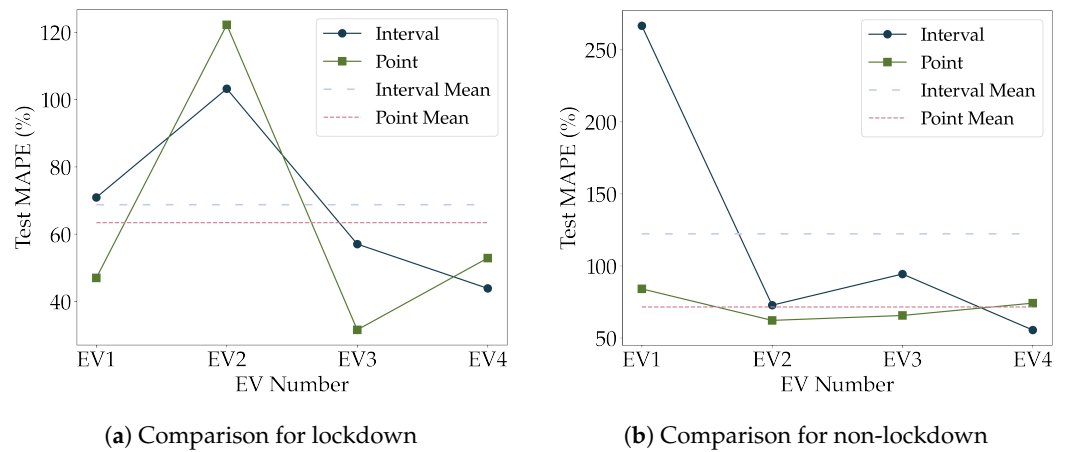 120
100
80
60
40
Test MAPE (%)
EV1 EV2 EV3 EV4
EV Number
Interval
Point
Interval Mean
Point Mean
(a) Comparison for lockdown
250
200
150
100
50
Test MAPE (%)
EV1 EV2 EV3 EV4
EV Number
Interval
Point
Interval Mean
Point Mean
(b) Comparison for non-lockdown